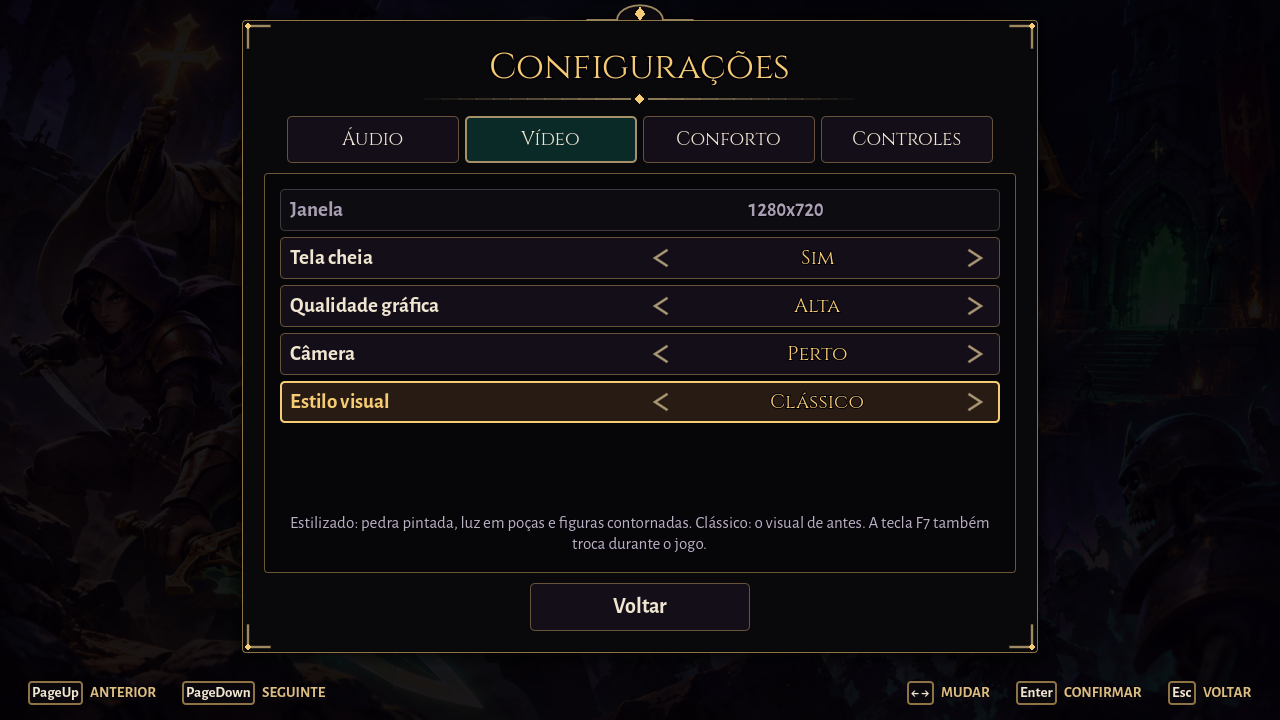 Configurações
Áudio
Vídeo
Conforto
Controles
Janela 1280x720
Tela cheia < Sim >
Qualidade gráfica < Alta >
Câmera < Perto >
Estilo visual < Clássico >
Estilizado: pedra pintada, luz em poças e figuras contornadas. Clássico: o visual de antes. A tecla F7 também
troca durante o jogo.
Voltar
PageUp ANTERIOR PageDown SEGUINTE ←→ MUDAR Enter CONFIRMAR Esc VOLTAR